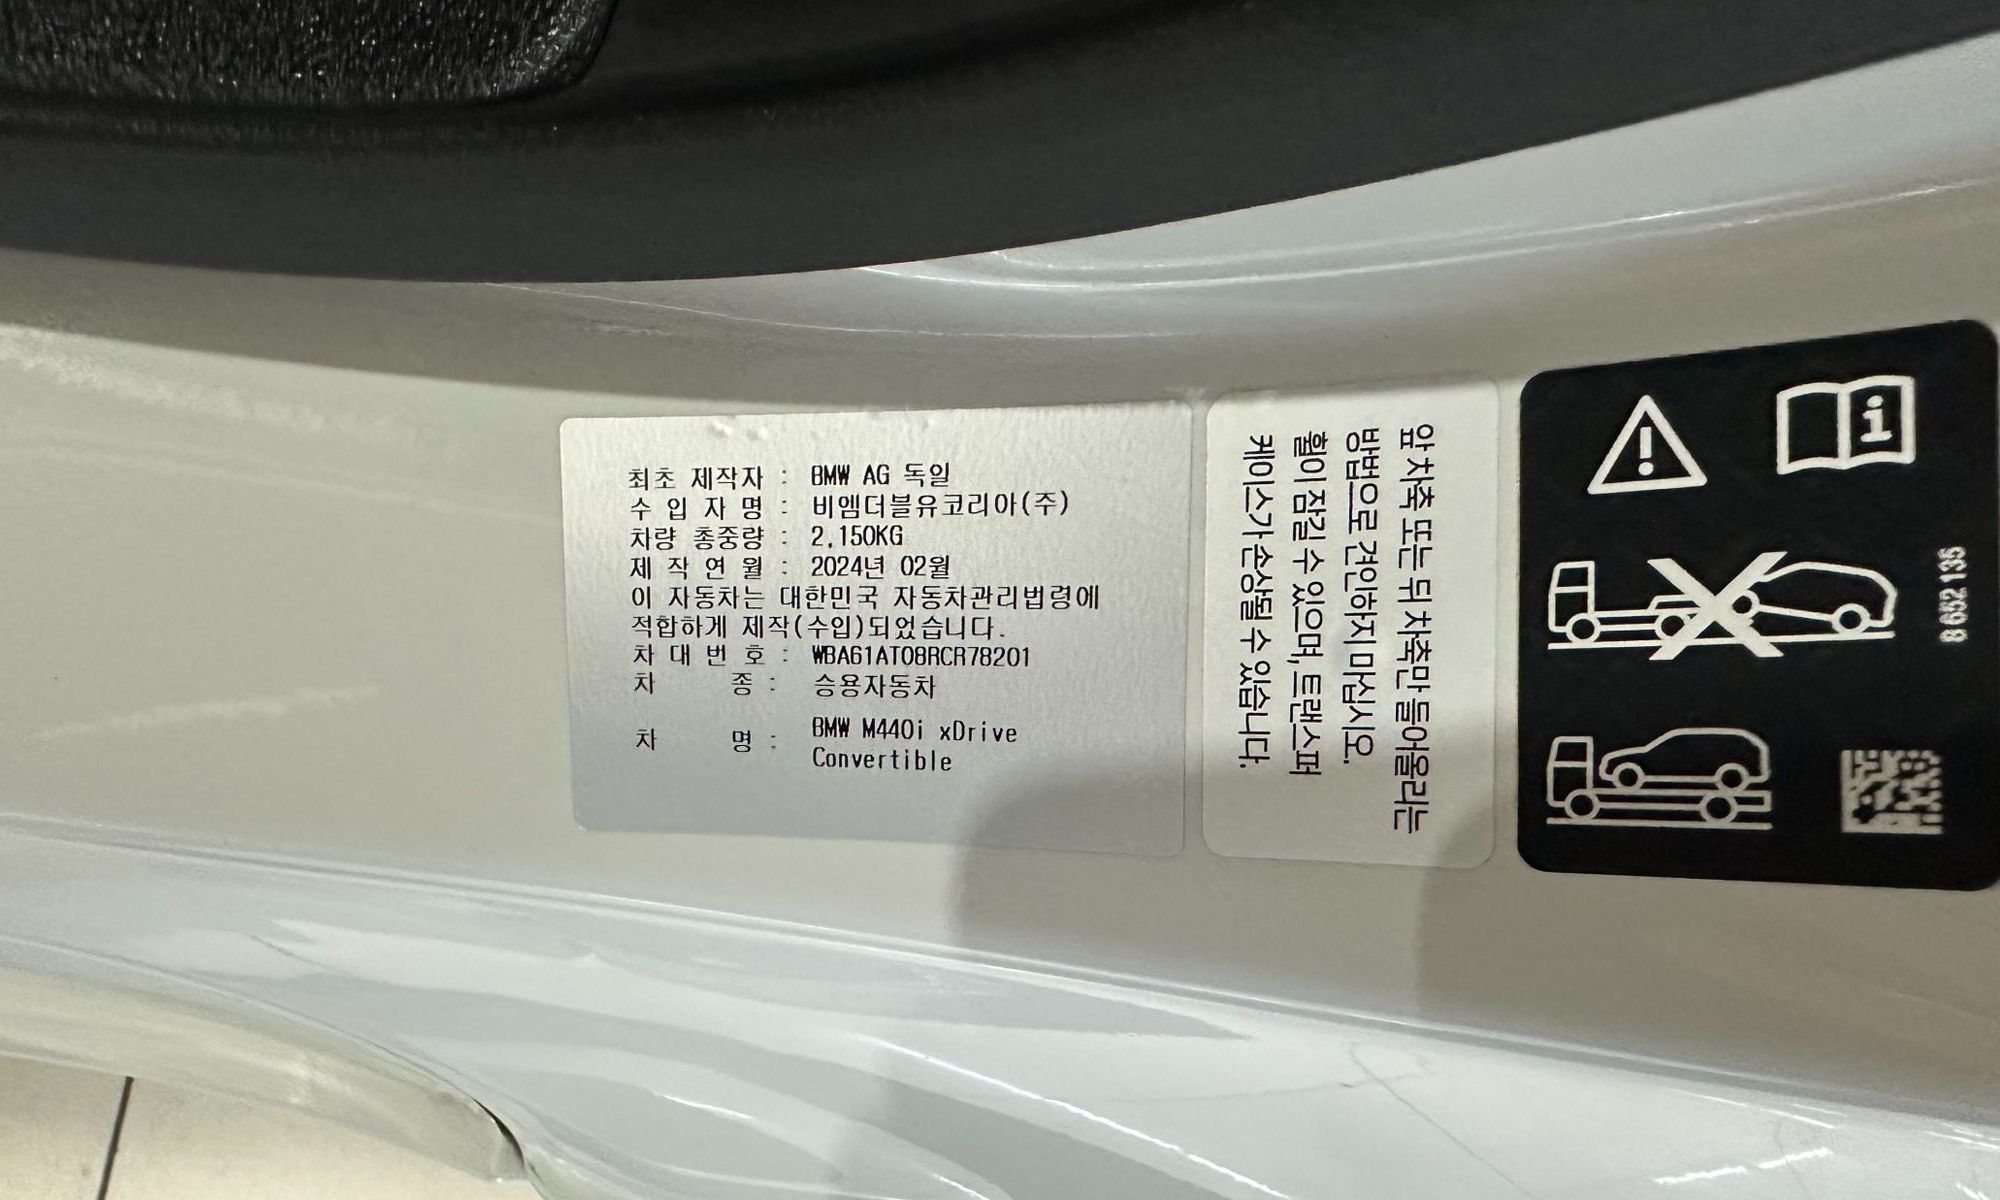 최초 제작자 : BMW AG 독일
수 입 자 명 : 비엠더블유코리아(주)
차량 총중량 : 2,150KG
제 작 연 월 : 2024년 02월
이 자동차는 대한민국 자동차관리법령에
적합하게 제작(수입)되었습니다.
차 대 번 호 : WBA61AT08RCR78201
차 종 : 승용자동차
차 명 : BMW M440i xDrive
Convertible
앞 차축 또는 뒤 차축만 들어올리는
방법으로 견인하지 마십시오.
휠이 잠길 수 있으며, 트랜스퍼
케이스가 손상될 수 있습니다.
8 652 135